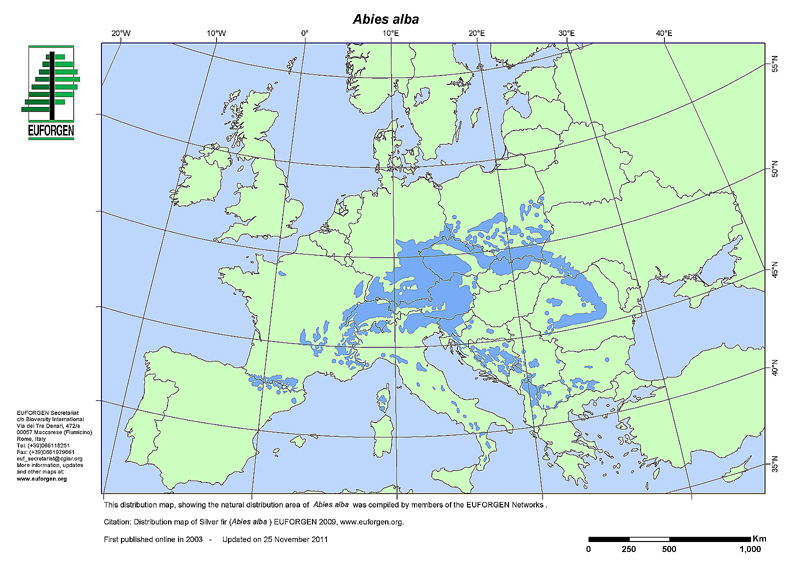 Abies alba
20°W
10°W
0°
10°E
20°E
30°E
40°E
55°N
50°N
45°N
40°N
35°N
EUFORGEN
EUFORGEN Secretariat
c/o Bioversity International
Via dei Tre Denari, 472/a
00057 Maccarese (Fiumicino)
Rome, Italy
Tel. (+39)066118251
Fax: (+39)0661979661
euf_secretariat@cgiar.org
More information, updates
and other maps at:
www.euforgen.org
This distribution map, showing the natural distribution area of Abies alba was compiled by members of the EUFORGEN Networks .
Citation: Distribution map of Silver fir (Abies alba ) EUFORGEN 2009, www.euforgen.org.
First published online in 2003 - Updated on 25 November 2011
Km
0 250 500 1,000